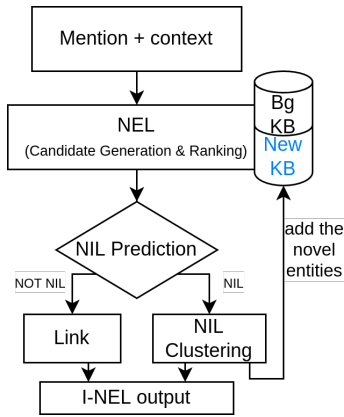 Mention + context
NEL
(Candidate Generation & Ranking)
Bg
KB
New
KB
NIL Prediction
add the
novel
entities
NOT NIL
NIL
Link
NIL
Clustering
I-NEL output